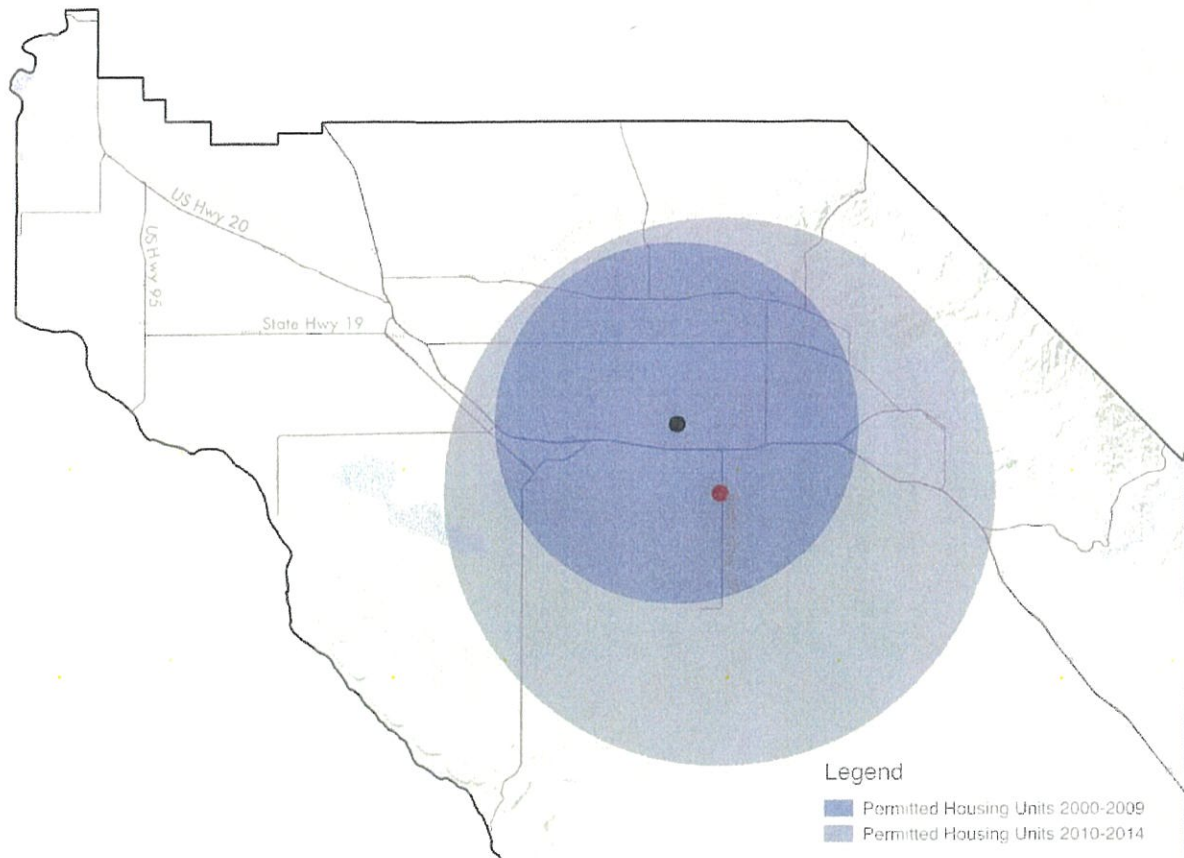 US Hwy 20
US Hwy 95
State Hwy 19
Legend
Permitted Housing Units 2000-2009
Permitted Housing Units 2010-2014